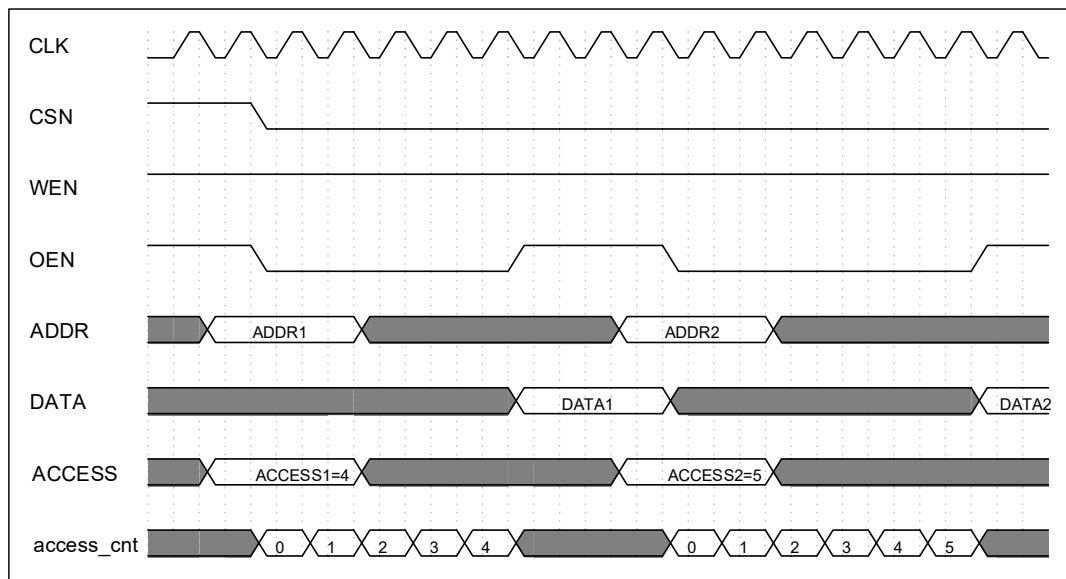 CLK
CSN
WEN
OEN
ADDR ADDR1 ADDR2
DATA DATA1 DATA2
ACCESS ACCESS1=4 ACCESS2=5
access_cnt 0 1 2 3 4 0 1 2 3 4 5